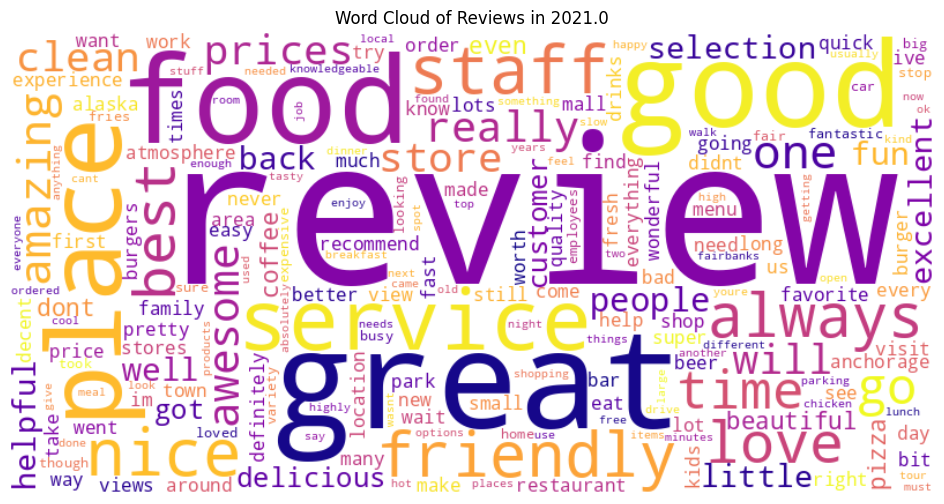 Word Cloud of Reviews in 2021.0
clean
want
work
prices
local
try
order
even
happy
selection
quick
usually
big
ive
stuff
needed
knowledgeable
staff
good
experience
food
room
job
know
found
lots
something
mall
drinks
car
stop
now
ok
alaska
fries
times
really
years
slow
walk
fair
fantastic
kind
amazing
anything
cant
place
atmosphere
enough
back
much
dinner
tasty
store
feel
find
going
didnt
one
fun
excellent
best
burgers
never
area
easy
review
looking
made
top
spot
customer
quality
employees
fresh
two
everything
wonderful
menu
high
need
long
getting
burger
everyone
first
awesome
used
coffee
expensive
enjoy
recommend
breakfast
fast
old
worth
fairbanks
bad
us
ordered
dont
sure
family
better
view
next
came
still
come
people
youre
open
favorite
every
decent
cool
pretty
absolutely
service
needs
busy
night
help
things
shop
super
different
always
price
took
stores
products
well
great
another
beer
will
visit
anchorage
helpful
take
meal
give
look
im
town
got
definitely
variety
shopping
location
park
new
wait
small
bar
eat
free
large
drive
time
parking
see
chicken
go
lunch
went
nice
loved
highly
say
many
wasnt
options
friendly
home
use
items
lot
minutes
beautiful
love
pizza
day
done
though
way
views
around
delicious
hot
make
places
restaurant
kids
little
right
bit
tour
must